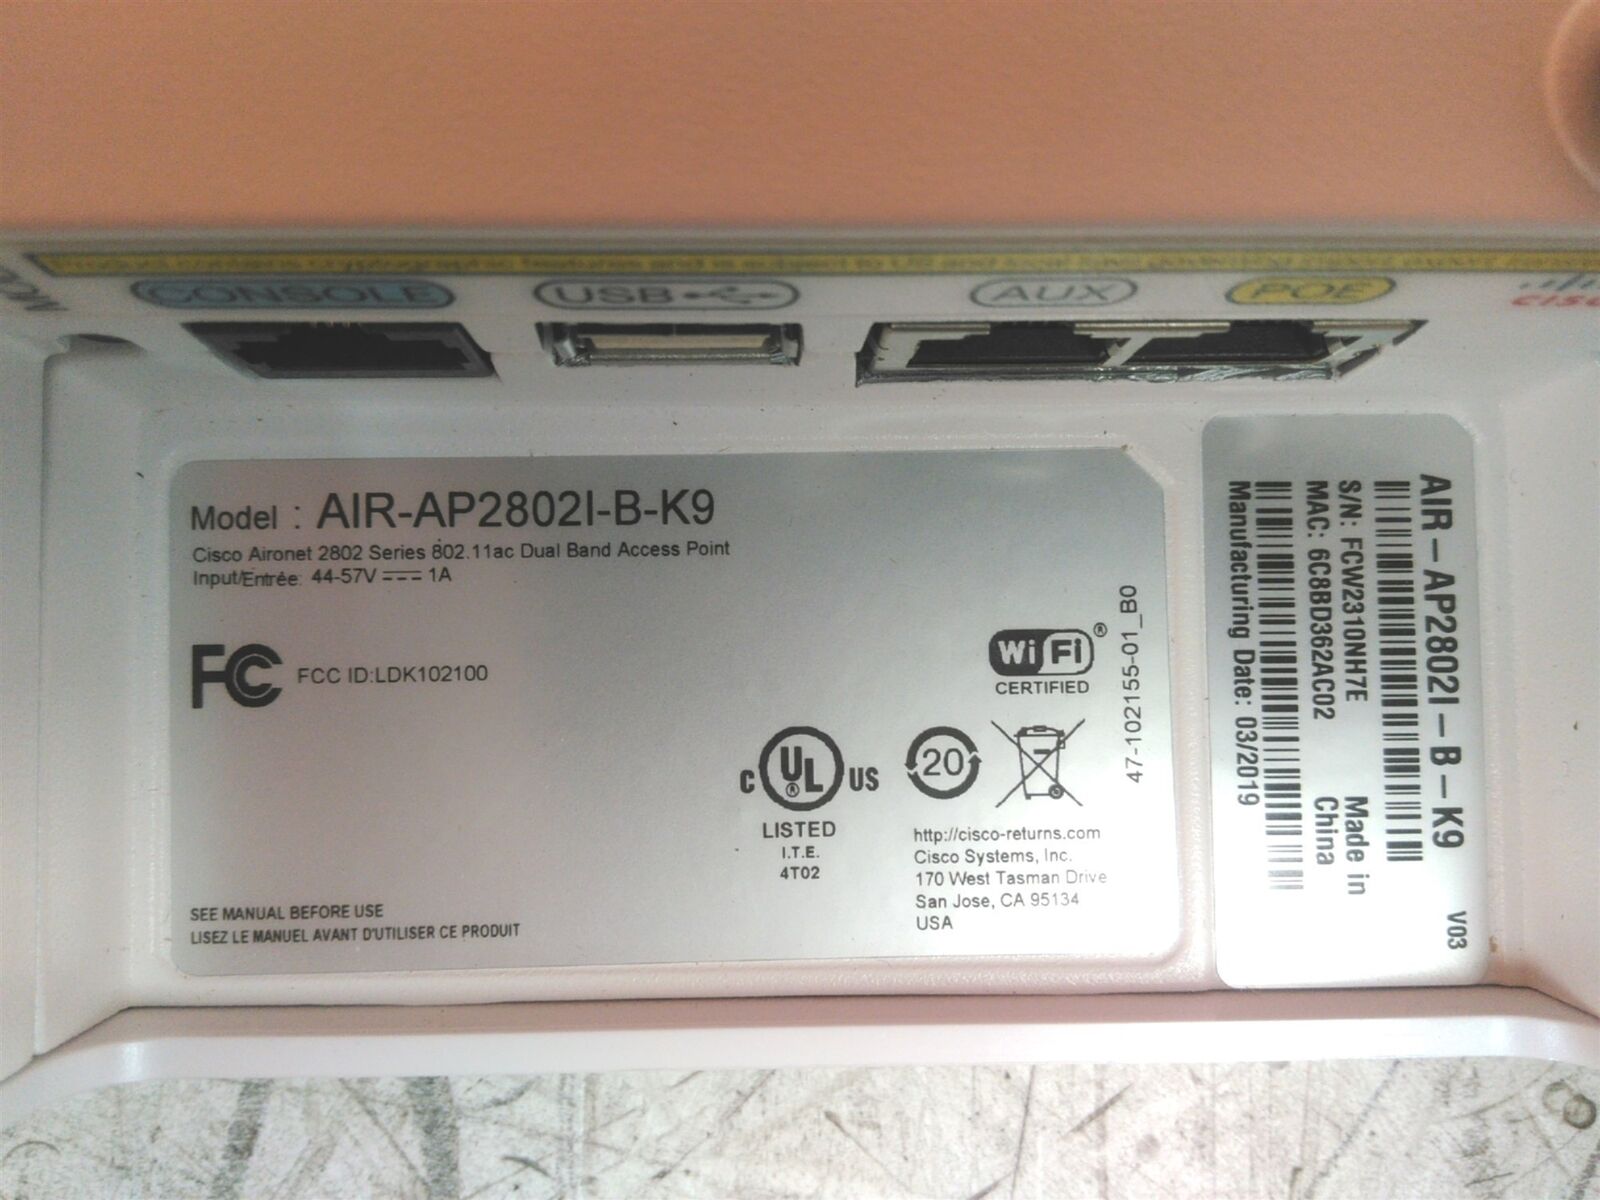 CONSOLE
USB
AUX
POE
Model : AIR-AP2802I-B-K9
Cisco Aironet 2802 Series 802.11ac Dual Band Access Point
Input/Entrée: 44-57V ⎓ 1A
FC FCC ID:LDK102100
Wi Fi ®
CERTIFIED
47-102155-01_B0
C UL ® US
LISTED
I.T.E.
4T02
20
http://cisco-returns.com
Cisco Systems, Inc.
170 West Tasman Drive
San Jose, CA 95134
USA
SEE MANUAL BEFORE USE
LISEZ LE MANUEL AVANT D'UTILISER CE PRODUIT
AIR-AP2802I-B-K9 V03
S/N: FCW2310NH7E Made in
MAC: 6C8BD362AC02 China
Manufacturing Date: 03/2019